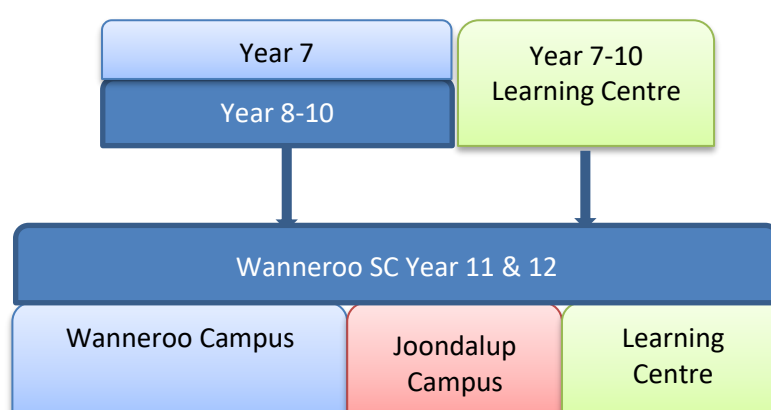 Year 7
Year 8-10
Year 7-10
Learning Centre
Wanneroo SC Year 11 & 12
Wanneroo Campus
Joondalup
Campus
Learning
Centre